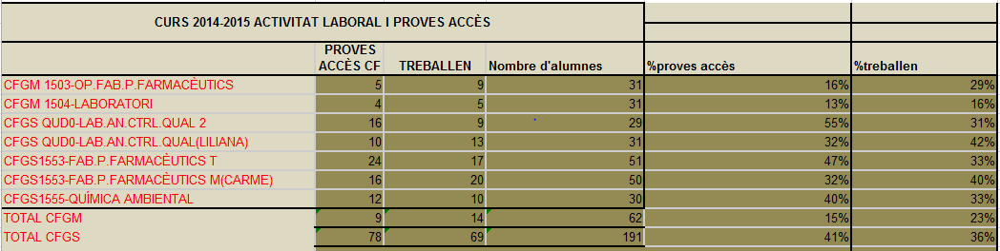 CURS 2014-2015 ACTIVITAT LABORAL I PROVES ACCÈS
PROVES
ACCÈS CF TREBALLEN Nombre d'alumnes %proves accès %treballen
CFGM 1503-OP.FAB.P.FARMACÈUTICS 5 9 31 16% 29%
CFGM 1504-LABORATORI 4 5 31 13% 16%
CFGS QUD0-LAB.AN.CTRL.QUAL 2 16 9 29 55% 31%
CFGS QUD0-LAB.AN.CTRL.QUAL(LILIANA) 10 13 31 32% 42%
CFGS1553-FAB.P.FARMACÈUTICS T 24 17 51 47% 33%
CFGS1553-FAB.P.FARMACÈUTICS M(CARME) 16 20 50 32% 40%
CFGS1555-QUÍMICA AMBIENTAL 12 10 30 40% 33%
TOTAL CFGM 9 14 62 15% 23%
TOTAL CFGS 78 69 191 41% 36%